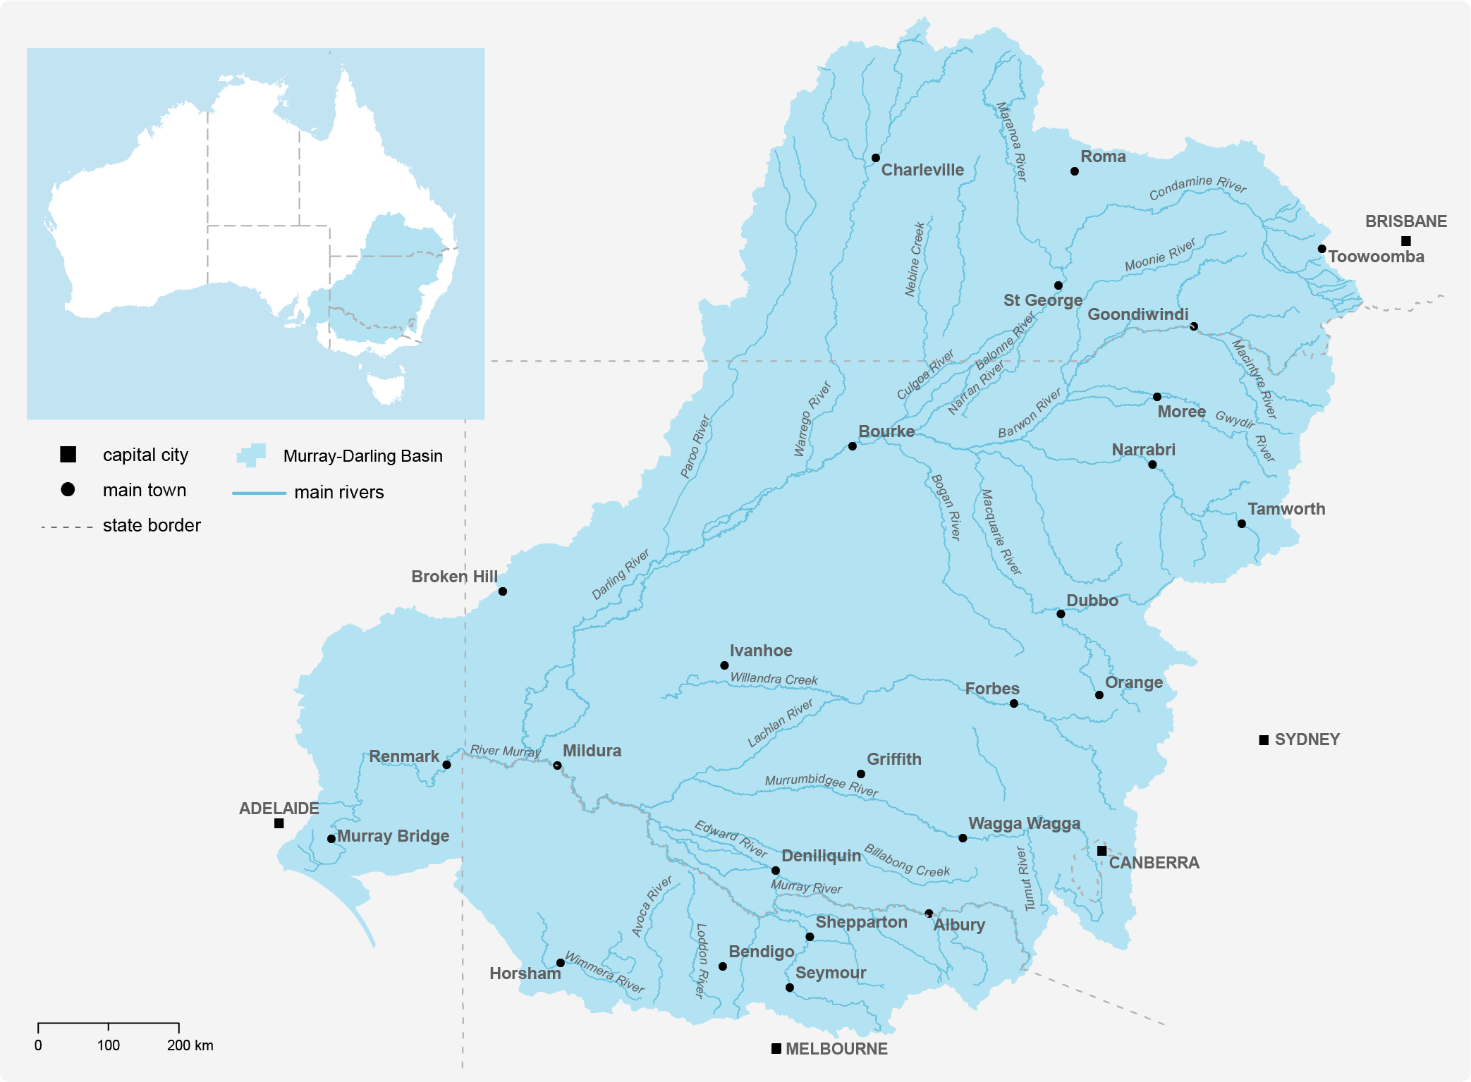 Maranoa River
Roma
Charleville
Condamine River
BRISBANE
Nebine Creek
Moonie River
Toowoomba
St George
Goondiwindi
Balonne River
Culgoa River
Narran River
Macintyre River
Warrego River
Barwon River
Moree
Gwydir River
Paroo River
Bourke
Narrabri
capital city
Murray-Darling Basin
main town
main rivers
state border
Bogan River
Macquarie River
Tamworth
Darling River
Broken Hill
Dubbo
Ivanhoe
Willandra Creek
Forbes
Orange
Lachlan River
SYDNEY
Renmark
River Murray
Mildura
Griffith
Murrumbidgee River
ADELAIDE
Murray Bridge
Wagga Wagga
Edward River
Deniliquin
Billabong Creek
Tumut River
CANBERRA
Murray River
Avoca River
Shepparton
Albury
Loddon River
Bendigo
Horsham
Wimmera River
Seymour
0 100 200 km
MELBOURNE